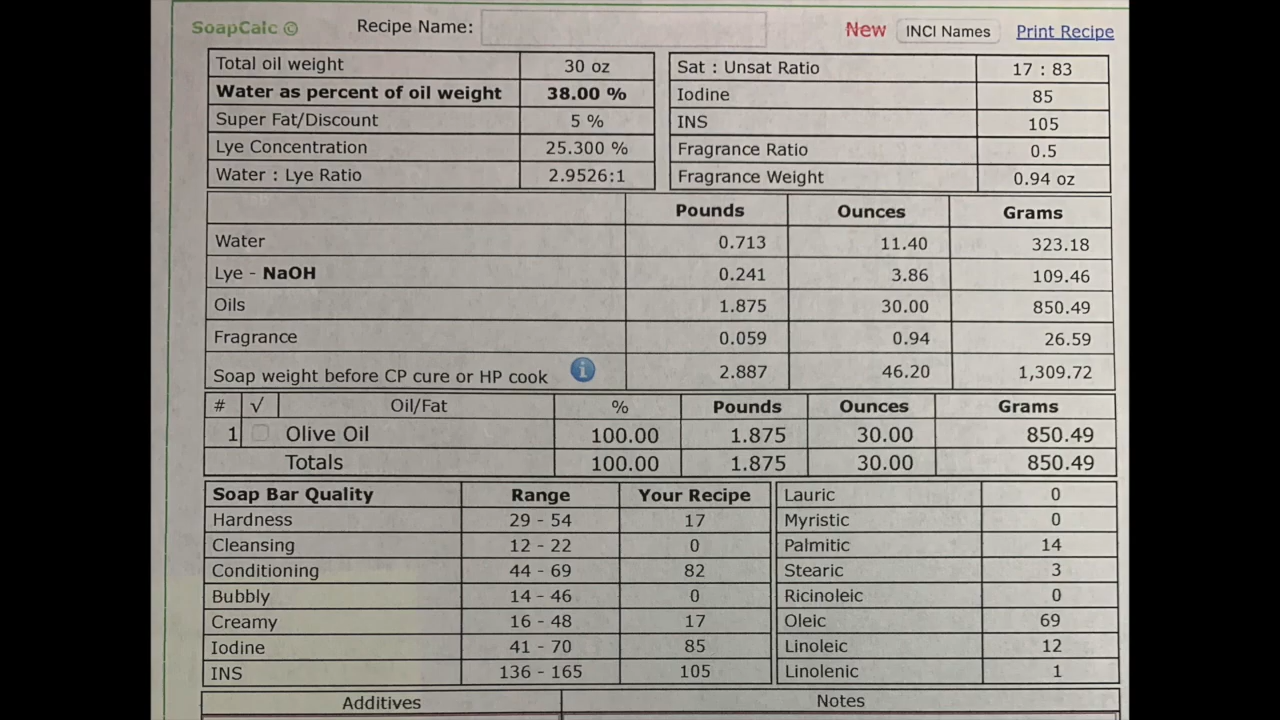 SoapCalc © Recipe Name: New INCI Names Print Recipe
Total oil weight 30 oz Sat : Unsat Ratio 17 : 83
Water as percent of oil weight 38.00 % Iodine 85
Super Fat/Discount 5 % INS 105
Lye Concentration 25.300 % Fragrance Ratio 0.5
Water : Lye Ratio 2.9526:1 Fragrance Weight 0.94 oz
Pounds Ounces Grams
Water 0.713 11.40 323.18
Lye - NaOH 0.241 3.86 109.46
Oils 1.875 30.00 850.49
Fragrance 0.059 0.94 26.59
Soap weight before CP cure or HP cook i 2.887 46.20 1,309.72
# √ Oil/Fat % Pounds Ounces Grams
1 Olive Oil 100.00 1.875 30.00 850.49
Totals 100.00 1.875 30.00 850.49
Soap Bar Quality Range Your Recipe Lauric 0
Hardness 29 - 54 17 Myristic 0
Cleansing 12 - 22 0 Palmitic 14
Conditioning 44 - 69 82 Stearic 3
Bubbly 14 - 46 0 Ricinoleic 0
Creamy 16 - 48 17 Oleic 69
Iodine 41 - 70 85 Linoleic 12
INS 136 - 165 105 Linolenic 1
Additives Notes